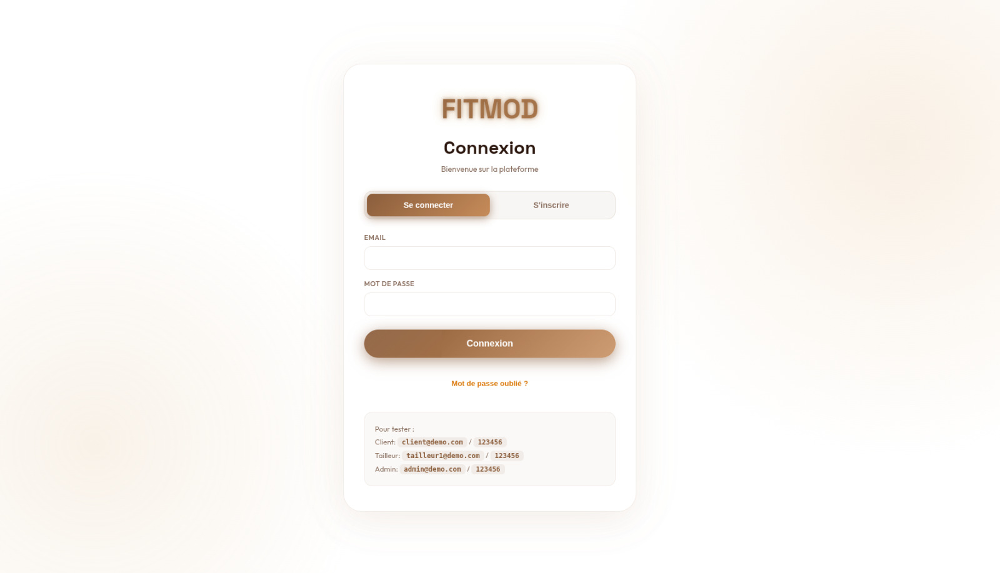 FITMOD
Connexion
Bienvenue sur la plateforme
Se connecter S'inscrire
EMAIL
MOT DE PASSE
Connexion
Mot de passe oublié ?
Pour tester :
Client: client@demo.com / 123456
Tailleur: tailleur1@demo.com / 123456
Admin: admin@demo.com / 123456